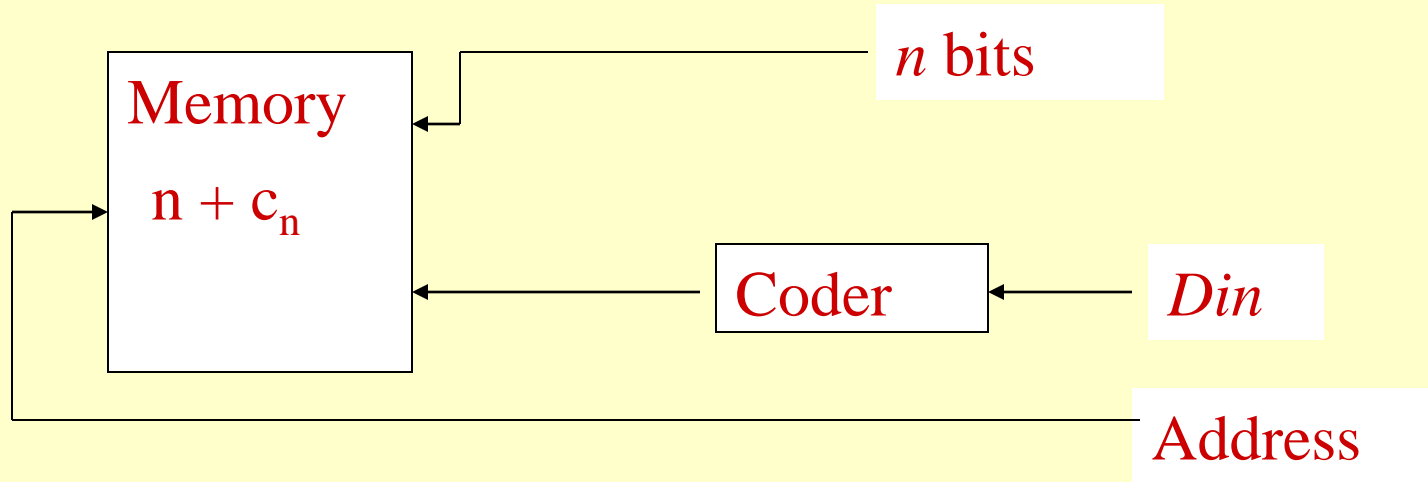 n bits
Memory
n + cₙ
Coder
Din
Address